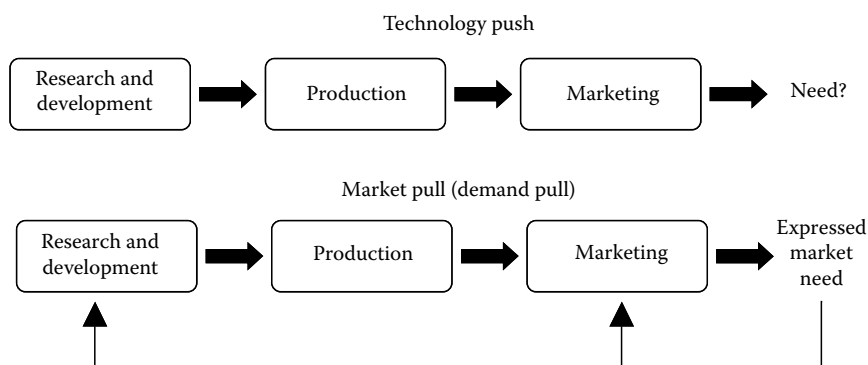 Technology push
Research and
development
Production
Marketing
Need?
Market pull (demand pull)
Research and
development
Production
Marketing
Expressed
market
need